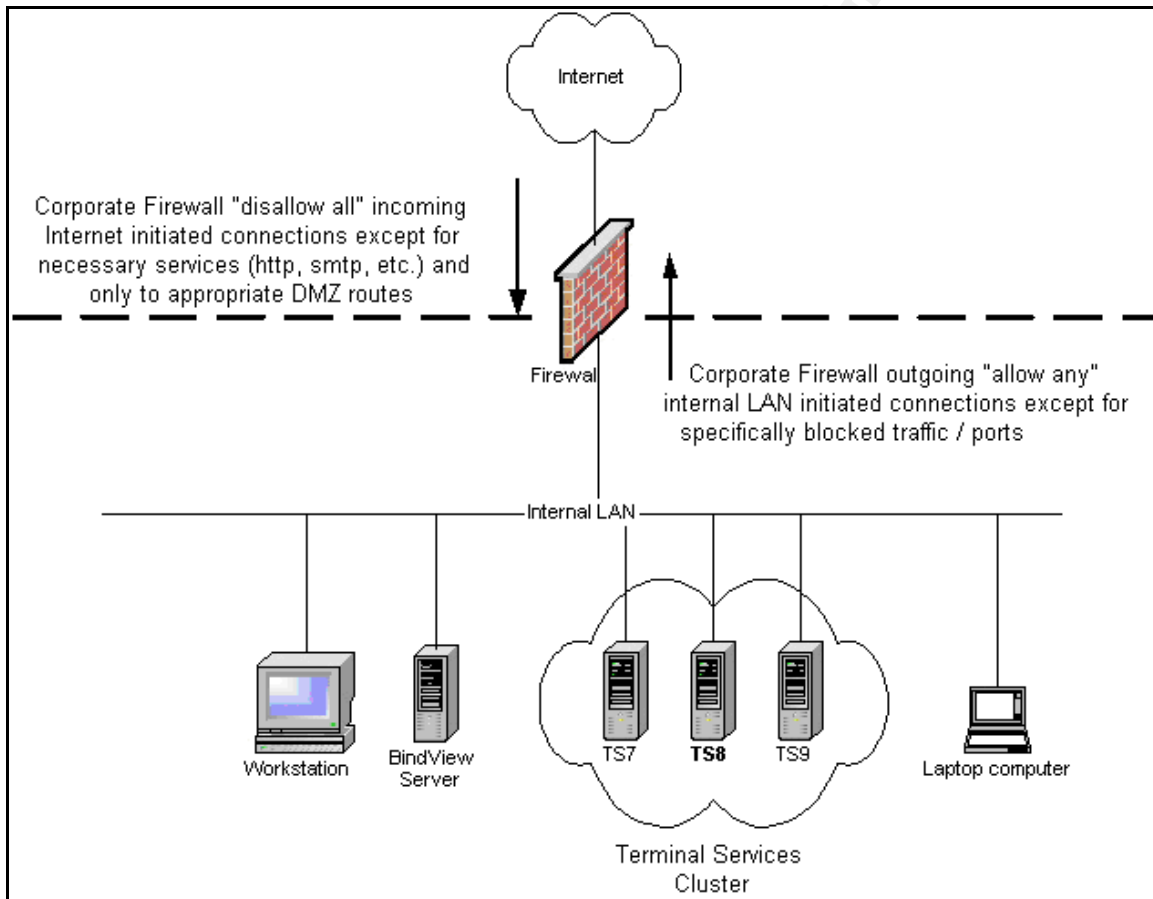 Internet
Corporate Firewall "disallow all" incoming
Internet initiated connections except for
necessary services (http, smtp, etc.) and
only to appropriate DMZ routes
Firewal
Corporate Firewall outgoing "allow any"
internal LAN initiated connections except for
specifically blocked traffic / ports
Internal LAN
Workstation
BindView
Server
TS7
TS8
TS9
Laptop computer
Terminal Services
Cluster